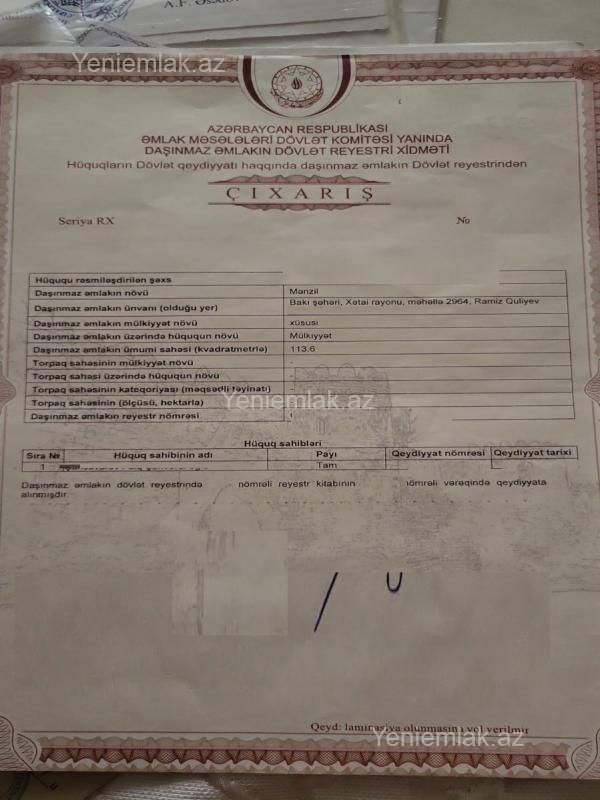 A.F. Əsə
Yeniemlak.az
AZƏRBAYCAN RESPUBLİKASI
ƏMLAK MƏSƏLƏLƏRİ DÖVLƏT KOMİTƏSİ YANINDA
DAŞINMAZ ƏMLAKIN DÖVLƏT REYESTRİ XİDMƏTİ
Hüquqların Dövlət qeydiyyatı haqqında daşınmaz əmlakın Dövlət reyestrindən
ÇIXARIŞ
Seriya RX №
Hüququ rəsmiləşdirilən şəxs
Daşınmaz əmlakın növü Mənzil
Daşınmaz əmlakın ünvanı (olduğu yer) Bakı şəhəri, Xətai rayonu, məhəllə 2964, Ramiz Quliyev
Daşınmaz əmlakın mülkiyyət növü xüsusi
Daşınmaz əmlakın üzərində hüququn növü Mülkiyyət
Daşınmaz əmlakın ümumi sahəsi (kvadratmetrlə) 113.6
Torpaq sahəsinin mülkiyyət növü -
Torpaq sahəsi üzərində hüququn növü -
Torpaq sahəsinin kateqoriyası (məqsədli təyinatı) -
Torpaq sahəsinin (ölçüsü, hektarla)
Yeniemlak.az
Daşınmaz əmlakın reyestr nömrəsi
Hüquq sahibləri
Sıra № Hüquq sahibinin adı Payı Qeydiyyat nömrəsi Qeydiyyat tarixi
1 Tam
Daşınmaz əmlakın dövlət reyestrində nömrəli reyestr kitabının nömrəli vərəqində qeydiyyata
alınmışdır.
Qeyd: laminasiya olunmasına yol verilmir
Yeniemlak.az